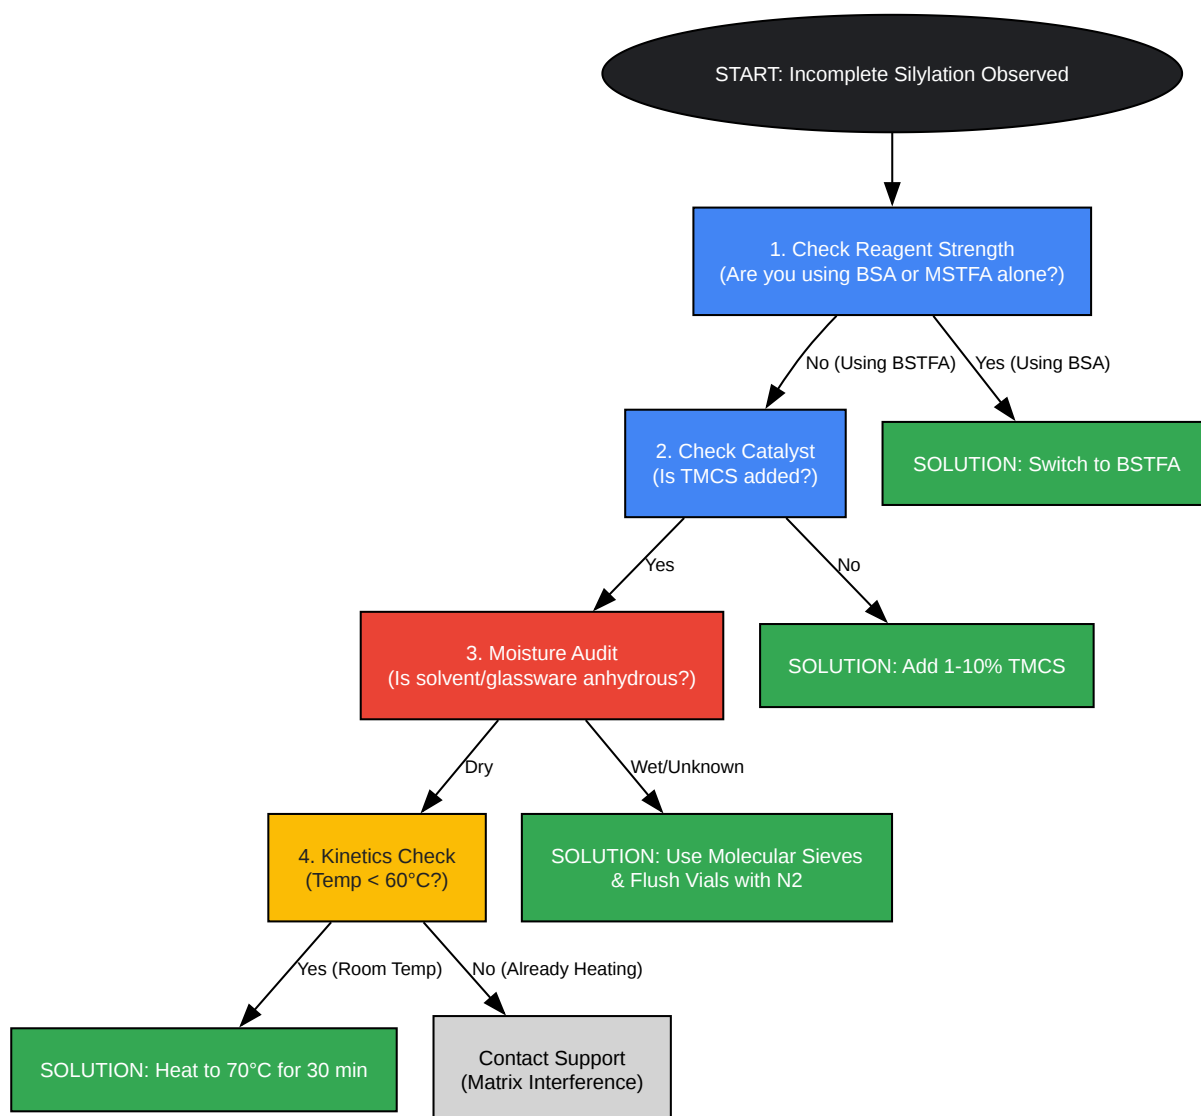 START: Incomplete Silylation Observed
1. Check Reagent Strength
(Are you using BSA or MSTFA alone?)
No (Using BSTFA)
Yes (Using BSA)
2. Check Catalyst
(Is TMCS added?)
SOLUTION: Switch to BSTFA
Yes
No
3. Moisture Audit
(Is solvent/glassware anhydrous?)
SOLUTION: Add 1-10% TMCS
Dry
Wet/Unknown
4. Kinetics Check
(Temp < 60°C?)
SOLUTION: Use Molecular Sieves
& Flush Vials with N2
Yes (Room Temp)
No (Already Heating)
SOLUTION: Heat to 70°C for 30 min
Contact Support
(Matrix Interference)